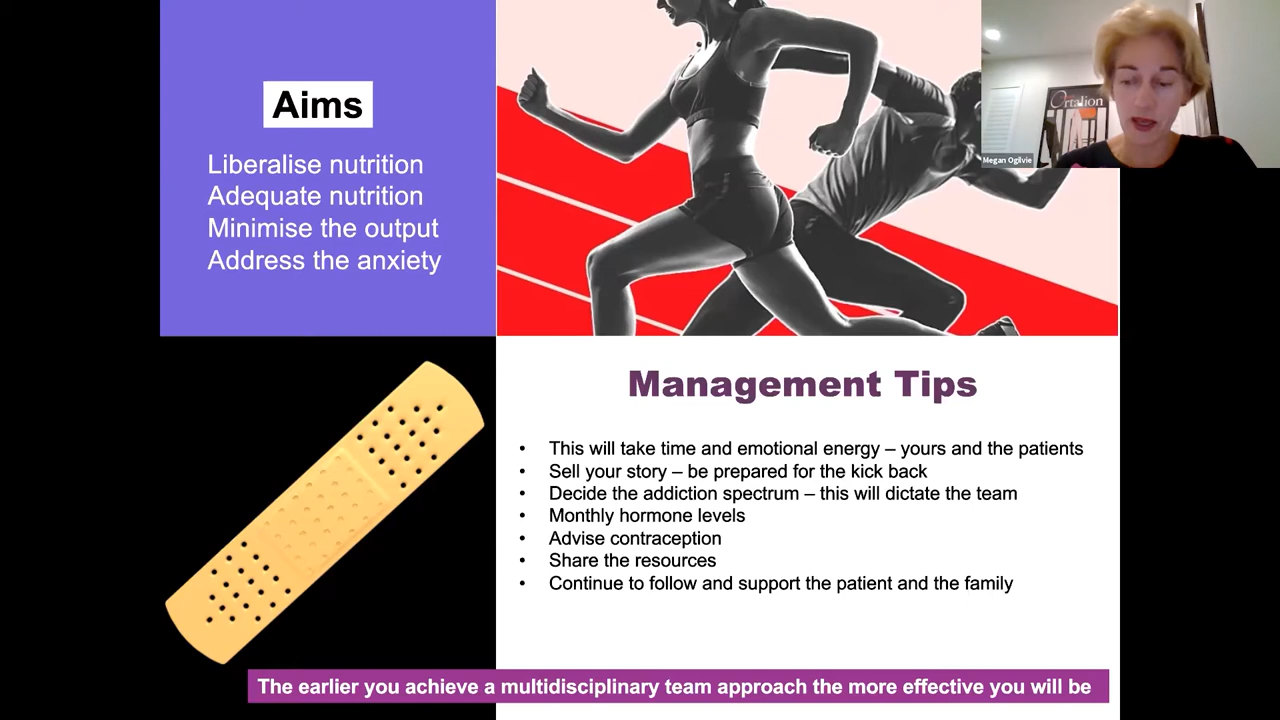 Aims
Liberalise nutrition
Adequate nutrition
Minimise the output
Address the anxiety
Ortalion
Megan Ogilvie
Management Tips
• This will take time and emotional energy – yours and the patients
• Sell your story – be prepared for the kick back
• Decide the addiction spectrum – this will dictate the team
• Monthly hormone levels
• Advise contraception
• Share the resources
• Continue to follow and support the patient and the family
The earlier you achieve a multidisciplinary team approach the more effective you will be